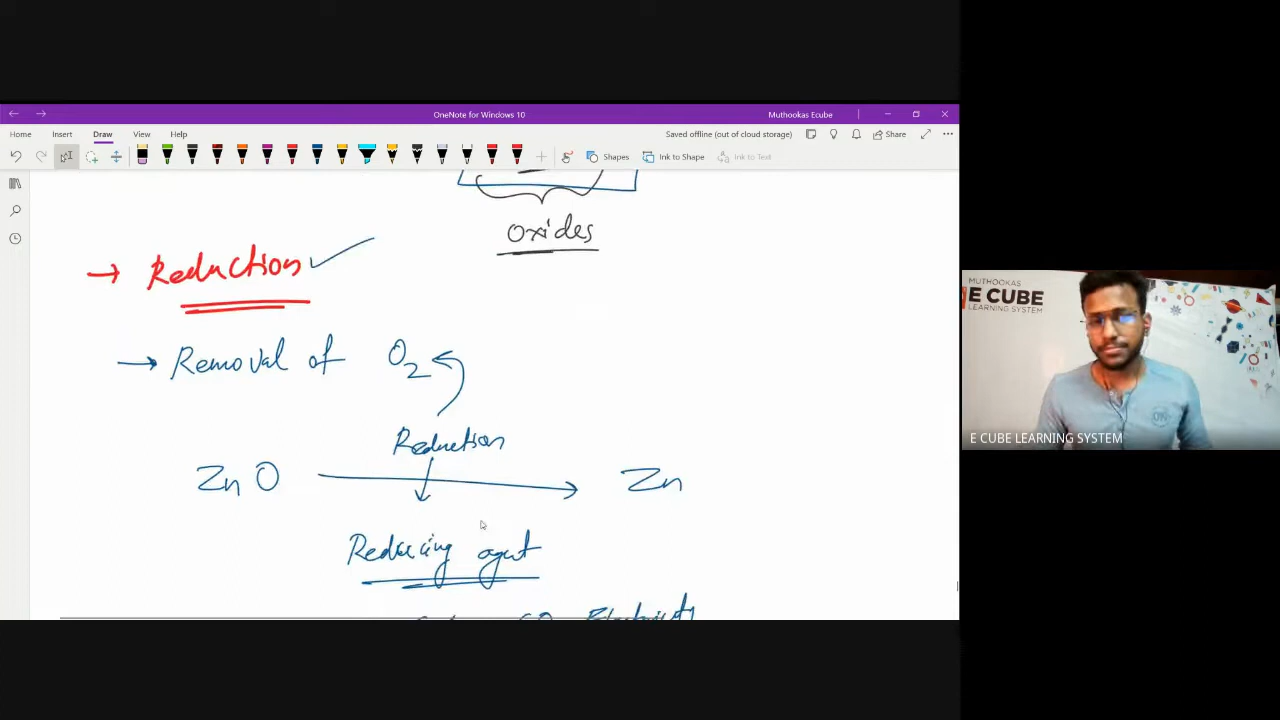 OneNote for Windows 10
Muthookas Ecube
Home Insert Draw View Help
Saved offline (out of cloud storage)
Share
Shapes
Ink to Shape
Ink to Text
Oxides
→ Reduction
→ Removal of O2
Reduction
ZnO → Zn
Reducing agent
CO Electricity
MUTHOOKAS
E CUBE
LEARNING SYSTEM
E CUBE LEARNING SYSTEM